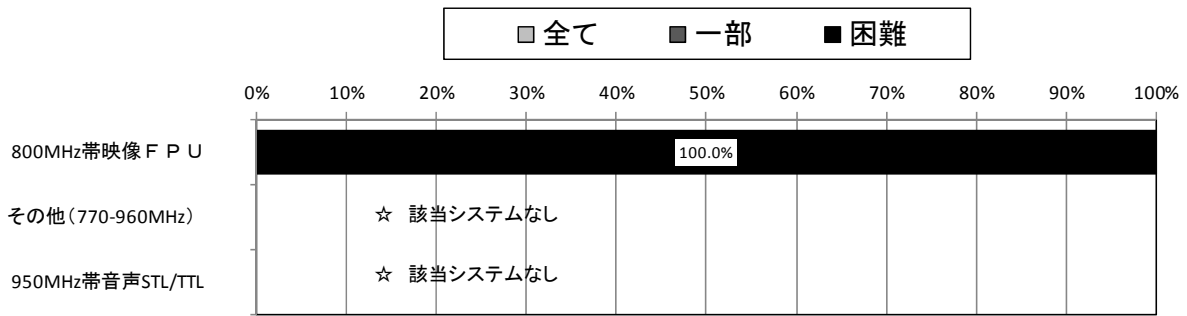 全て 一部 困難
0% 10% 20% 30% 40% 50% 60% 70% 80% 90% 100%
800MHz帯映像ＦＰＵ 100.0%
その他（770-960MHz） ☆ 該当システムなし
950MHz帯音声STL/TTL ☆ 該当システムなし